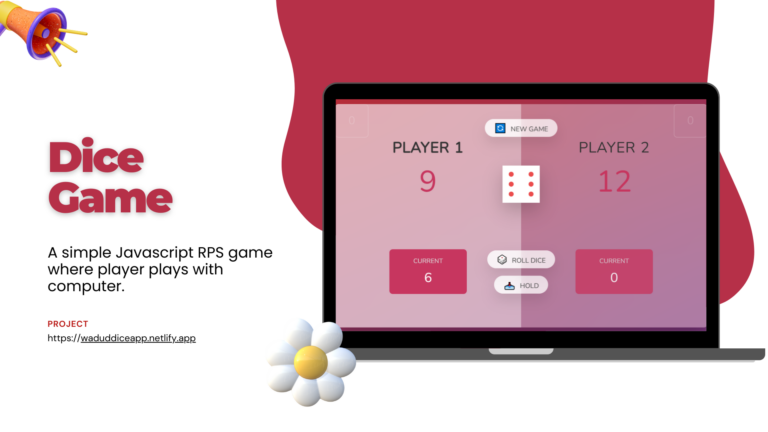 Dice
Game
A simple Javascript RPS game
where player plays with
computer.
PROJECT
https://waduddiceapp.netlify.app
0
NEW GAME
PLAYER 1
PLAYER 2
9
12
CURRENT
6
ROLL DICE
HOLD
CURRENT
0